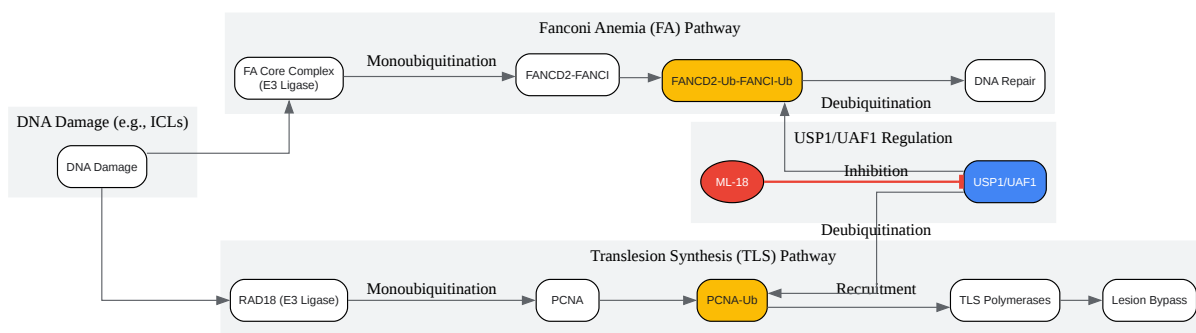 Fanconi Anemia (FA) Pathway
Monoubiquitination
FA Core Complex
(E3 Ligase)
FANCD2-FANCI
FANCD2-Ub-FANCI-Ub
DNA Repair
Deubiquitination
DNA Damage (e.g., ICLs)
DNA Damage
USP1/UAF1 Regulation
Inhibition
ML-18
USP1/UAF1
Deubiquitination
Translesion Synthesis (TLS) Pathway
RAD18 (E3 Ligase)
Monoubiquitination
PCNA
PCNA-Ub
Recruitment
TLS Polymerases
Lesion Bypass